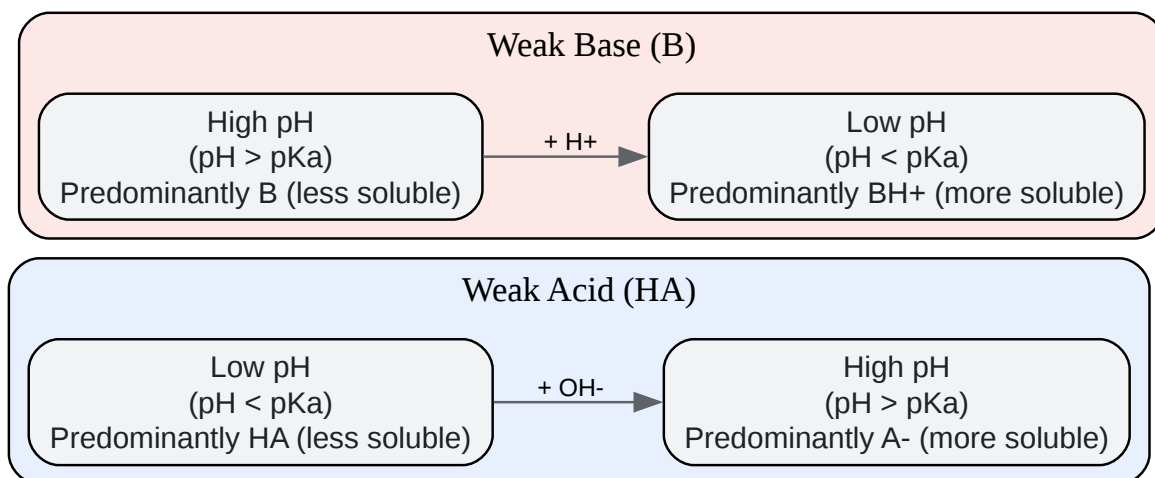 Weak Base (B)
High pH
(pH > pKa)
Predominantly B (less soluble)
+ H+
Low pH
(pH < pKa)
Predominantly BH+ (more soluble)
Weak Acid (HA)
Low pH
(pH < pKa)
Predominantly HA (less soluble)
+ OH-
High pH
(pH > pKa)
Predominantly A- (more soluble)